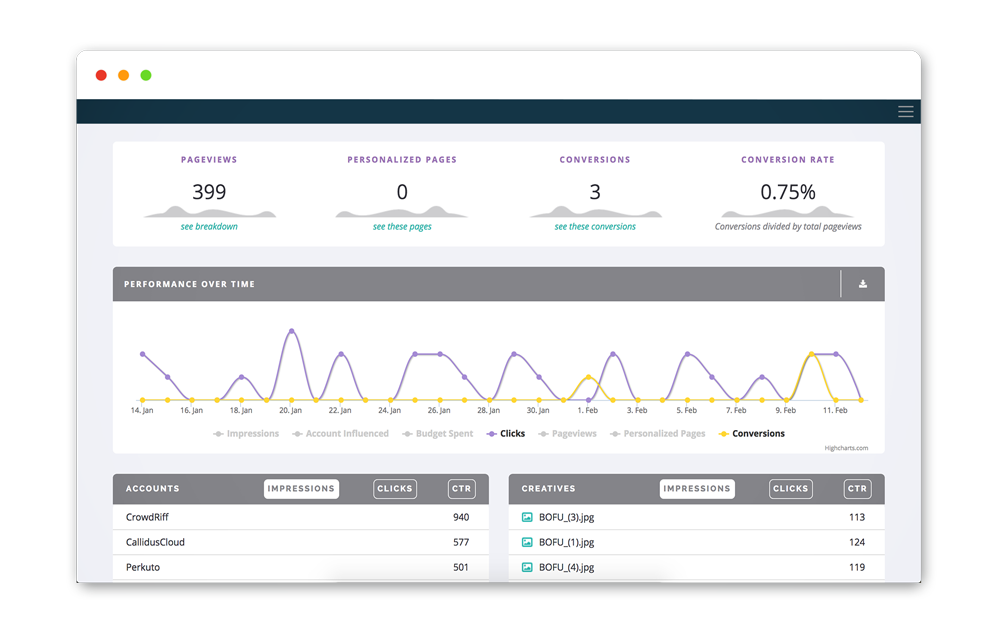 PAGEVIEWS PERSONALIZED PAGES CONVERSIONS CONVERSION RATE
399 0 3 0.75%
see breakdown see these pages see these conversions Conversions divided by total pageviews
PERFORMANCE OVER TIME
14. Jan 16. Jan 18. Jan 20. Jan 22. Jan 24. Jan 26. Jan 28. Jan 30. Jan 1. Feb 3. Feb 5. Feb 7. Feb 9. Feb 11. Feb
Impressions Account Influenced Budget Spent Clicks Pageviews Personalized Pages Conversions
Highcharts.com
ACCOUNTS IMPRESSIONS CLICKS CTR
CrowdRiff 940
CallidusCloud 577
Perkuto 501
CREATIVES IMPRESSIONS CLICKS CTR
BOFU_(3).jpg 113
BOFU_(1).jpg 124
BOFU_(4).jpg 119